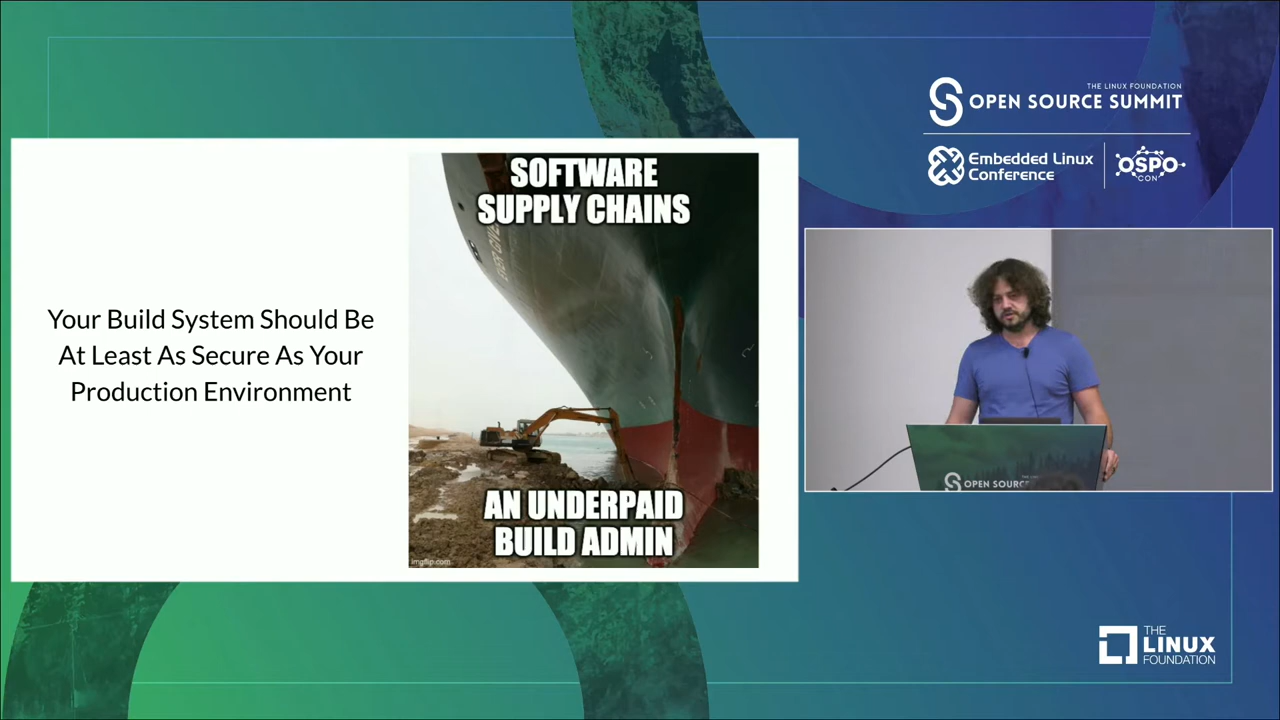 THE LINUX FOUNDATION
OPEN SOURCE SUMMIT
Embedded Linux
Conference
OSPO
CON
SOFTWARE
SUPPLY CHAINS
Your Build System Should Be
At Least As Secure As Your
Production Environment
AN UNDERPAID
BUILD ADMIN
imgflip.com
OPEN SOURC
THE
LINUX
FOUNDATION